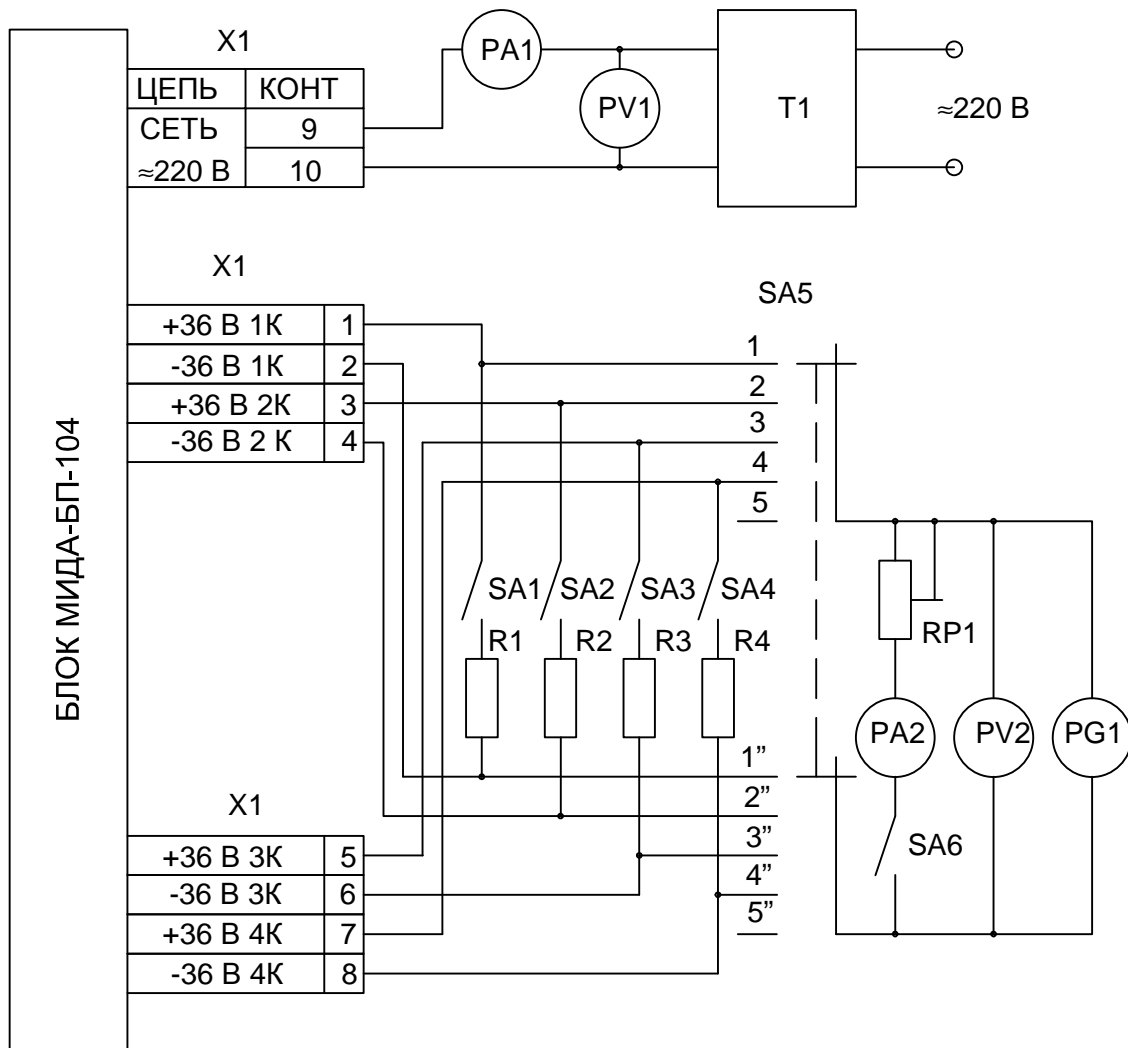 X1
PA1
ЦЕПЬ КОНТ
PV1
T1
≈220 В
СЕТЬ 9
≈220 В 10
X1
SA5
+36 В 1К 1
-36 В 1К 2
+36 В 2К 3
-36 В 2 К 4
1
2
3
4
5
БЛОК МИДА-БП-104
SA1 SA2 SA3 SA4
R1 R2 R3 R4
RP1
PA2 PV2 PG1
1”
2”
3”
4”
5”
SA6
X1
+36 В 3К 5
-36 В 3К 6
+36 В 4К 7
-36 В 4К 8